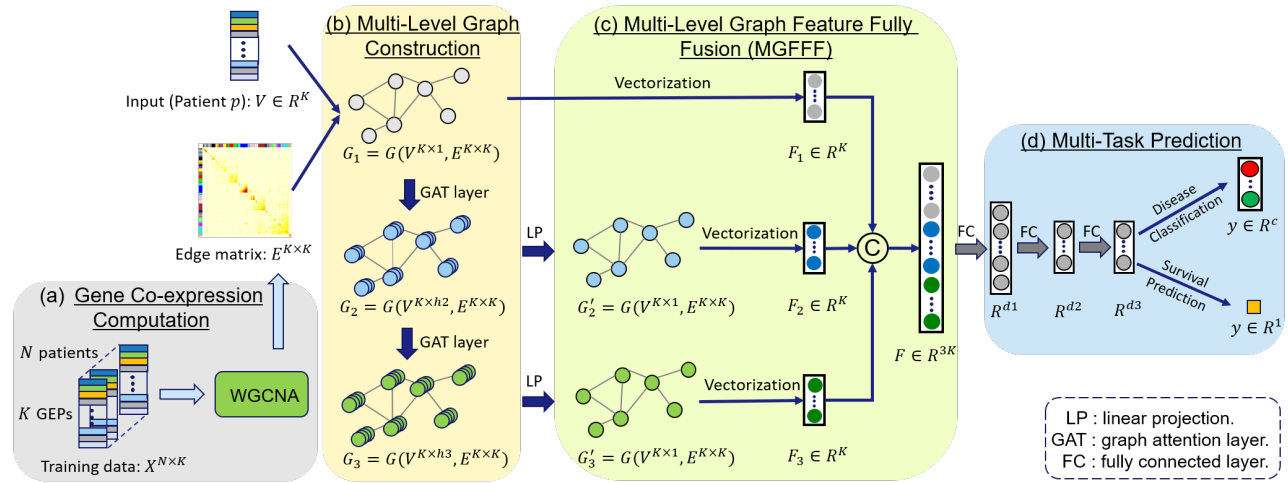 Input (Patient p): V ∈ R^K
Edge matrix: E^{K×K}
(a) Gene Co-expression
Computation
N patients
K GEPs
WGCNA
Training data: X^{N×K}
(b) Multi-Level Graph
Construction
G_1 = G(V^{K×1}, E^{K×K})
GAT layer
G_2 = G(V^{K×h2}, E^{K×K})
GAT layer
G_3 = G(V^{K×h3}, E^{K×K})
LP
LP
(c) Multi-Level Graph Feature Fully
Fusion (MGFFF)
Vectorization
F_1 ∈ R^K
Vectorization
G'_2 = G(V^{K×1}, E^{K×K})
F_2 ∈ R^K
Vectorization
G'_3 = G(V^{K×1}, E^{K×K})
F_3 ∈ R^K
C
F ∈ R^{3K}
FC
(d) Multi-Task Prediction
R^{d1}
FC
R^{d2}
FC
R^{d3}
Disease
Classification
y ∈ R^c
Survival
Prediction
y ∈ R^1
LP : linear projection.
GAT : graph attention layer.
FC : fully connected layer.